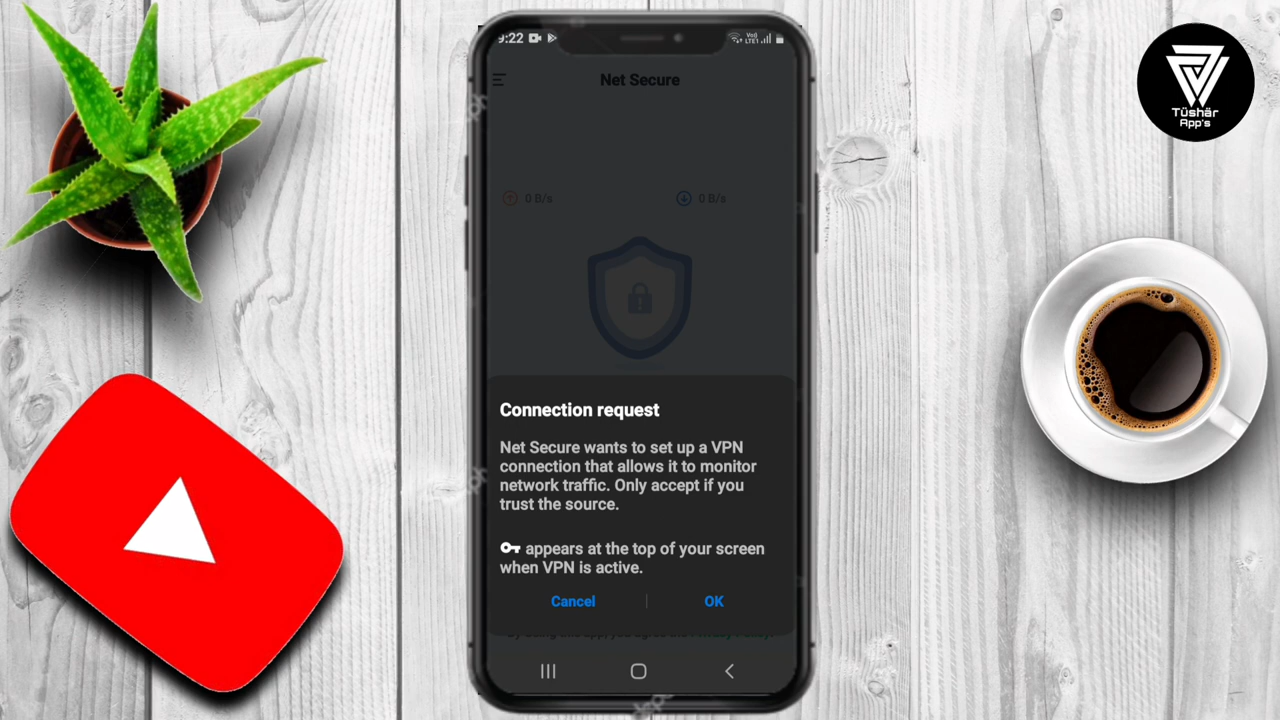 9:22
Vo))
LTE1
Net Secure
0 B/s
0 B/s
Connection request
Net Secure wants to set up a VPN
connection that allows it to monitor
network traffic. Only accept if you
trust the source.
appears at the top of your screen
when VPN is active.
Cancel
OK
Tüshär
App's